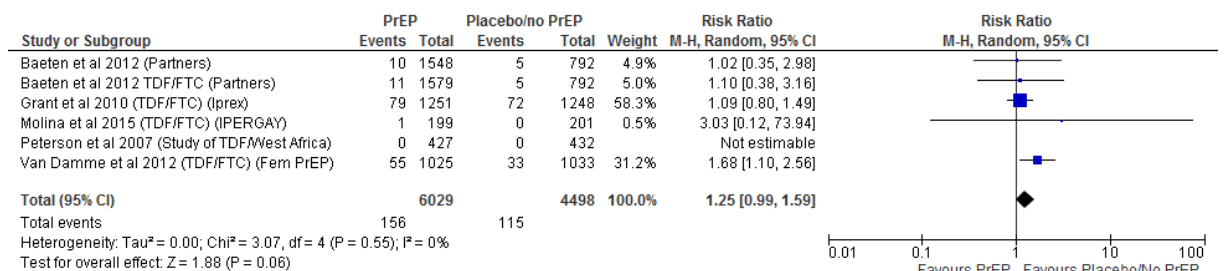 PrEP Placebo/no PrEP Risk Ratio Risk Ratio
Study or Subgroup Events Total Events Total Weight M-H, Random, 95% CI M-H, Random, 95% CI
Baeten et al 2012 (Partners) 10 1548 5 792 4.9% 1.02 [0.35, 2.98]
Baeten et al 2012 TDF/FTC (Partners) 11 1579 5 792 5.0% 1.10 [0.38, 3.16]
Grant et al 2010 (TDF/FTC) (Iprex) 79 1251 72 1248 58.3% 1.09 [0.80, 1.49]
Molina et al 2015 (TDF/FTC) (IPERGAY) 1 199 0 201 0.5% 3.03 [0.12, 73.94]
Peterson et al 2007 (Study of TDF/West Africa) 0 427 0 432 Not estimable
Van Damme et al 2012 (TDF/FTC) (Fem PrEP) 55 1025 33 1033 31.2% 1.68 [1.10, 2.56]
Total (95% CI) 6029 4498 100.0% 1.25 [0.99, 1.59]
Total events 156 115
Heterogeneity: Tau² = 0.00; Chi² = 3.07, df = 4 (P = 0.55); I² = 0%
Test for overall effect: Z = 1.88 (P = 0.06)
0.01 0.1 1 10 100
Favours PrEP Favours Placebo/No PrEP